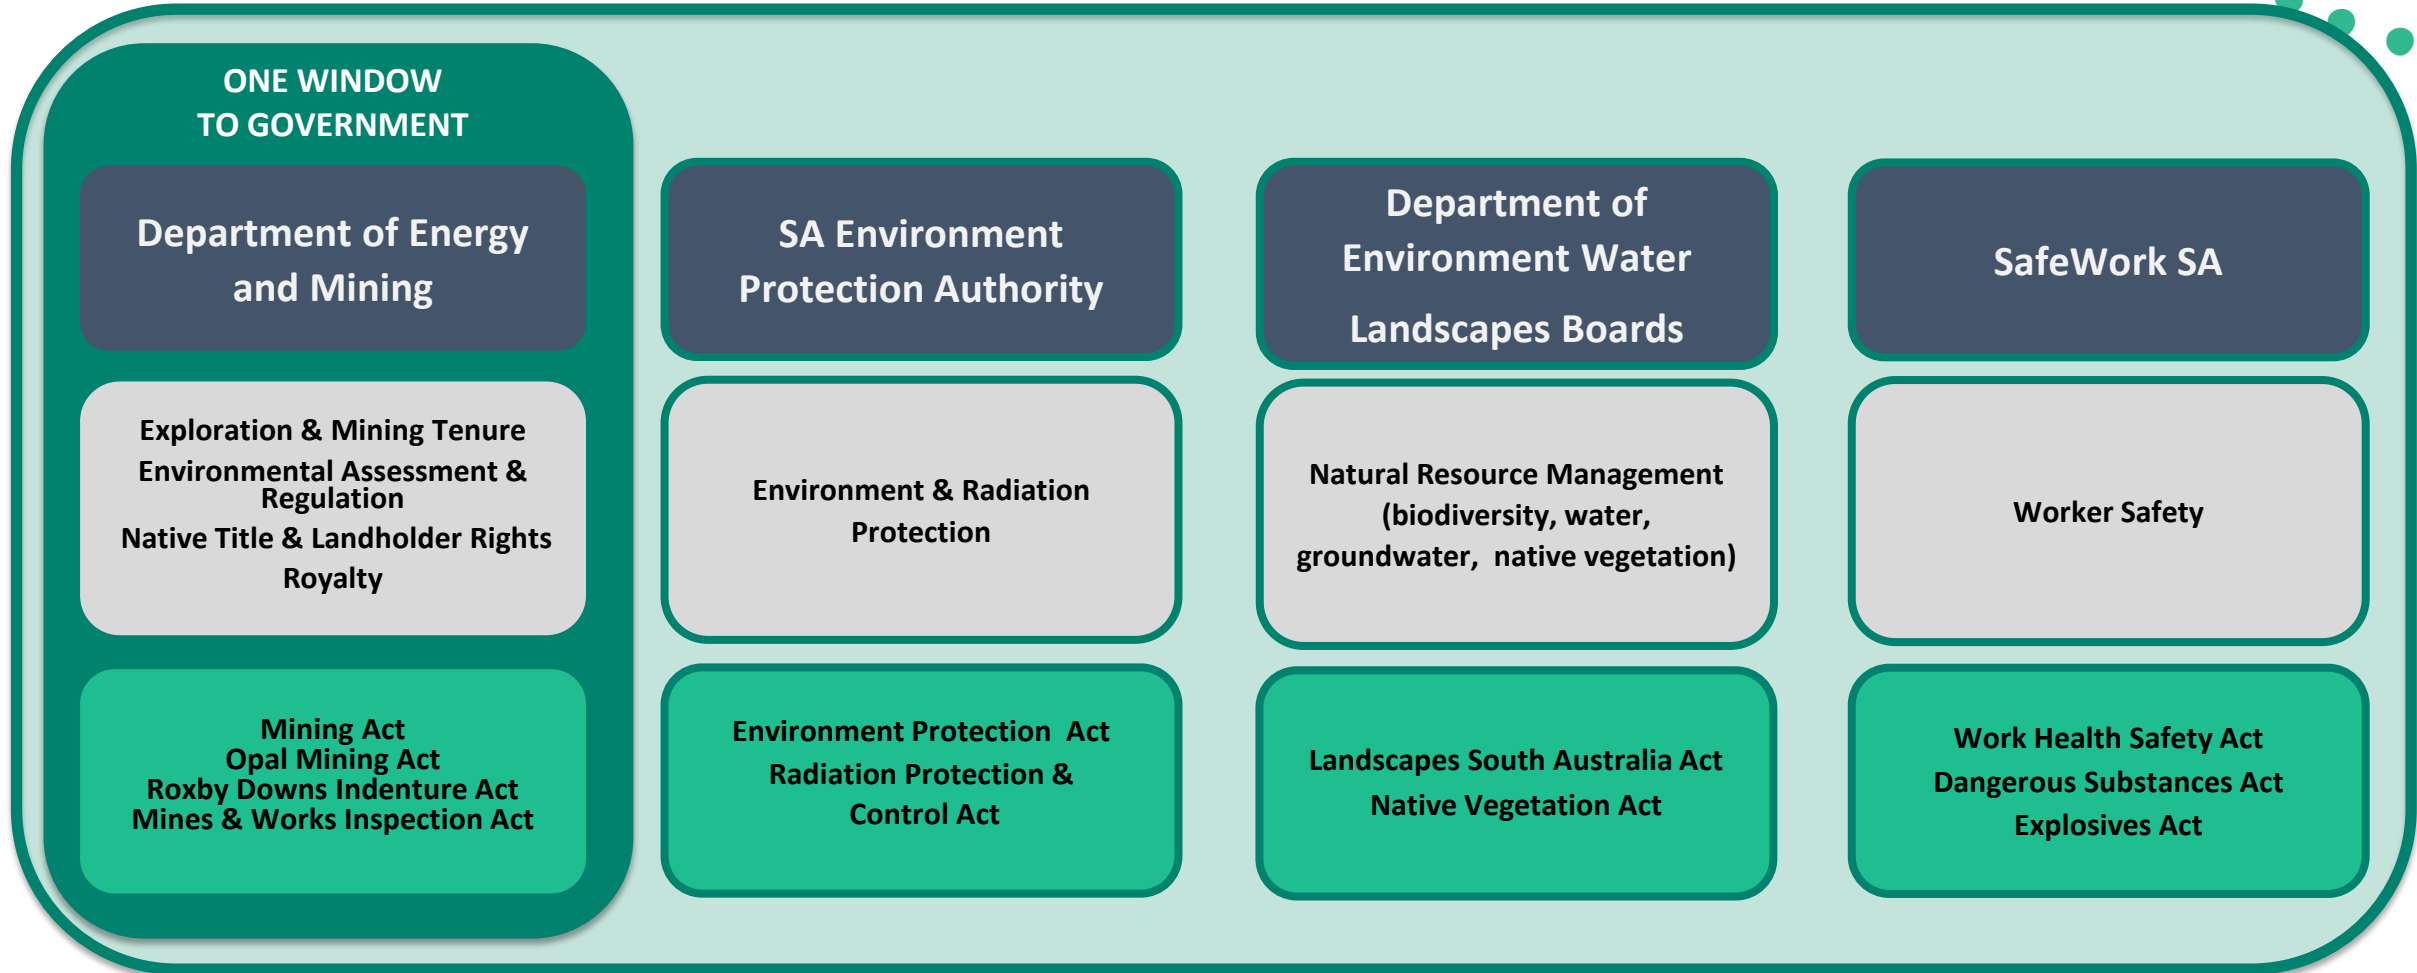 ONE WINDOW
TO GOVERNMENT
Department of Energy
and Mining
Exploration & Mining Tenure
Environmental Assessment &
Regulation
Native Title & Landholder Rights
Royalty
Mining Act
Opal Mining Act
Roxby Downs Indenture Act
Mines & Works Inspection Act
SA Environment
Protection Authority
Environment & Radiation
Protection
Environment Protection  Act
Radiation Protection &
Control Act
Department of
Environment Water
Landscapes Boards
Natural Resource Management
(biodiversity, water,
groundwater,  native vegetation)
Landscapes South Australia Act
Native Vegetation Act
SafeWork SA
Worker Safety
Work Health Safety Act
Dangerous Substances Act
Explosives Act